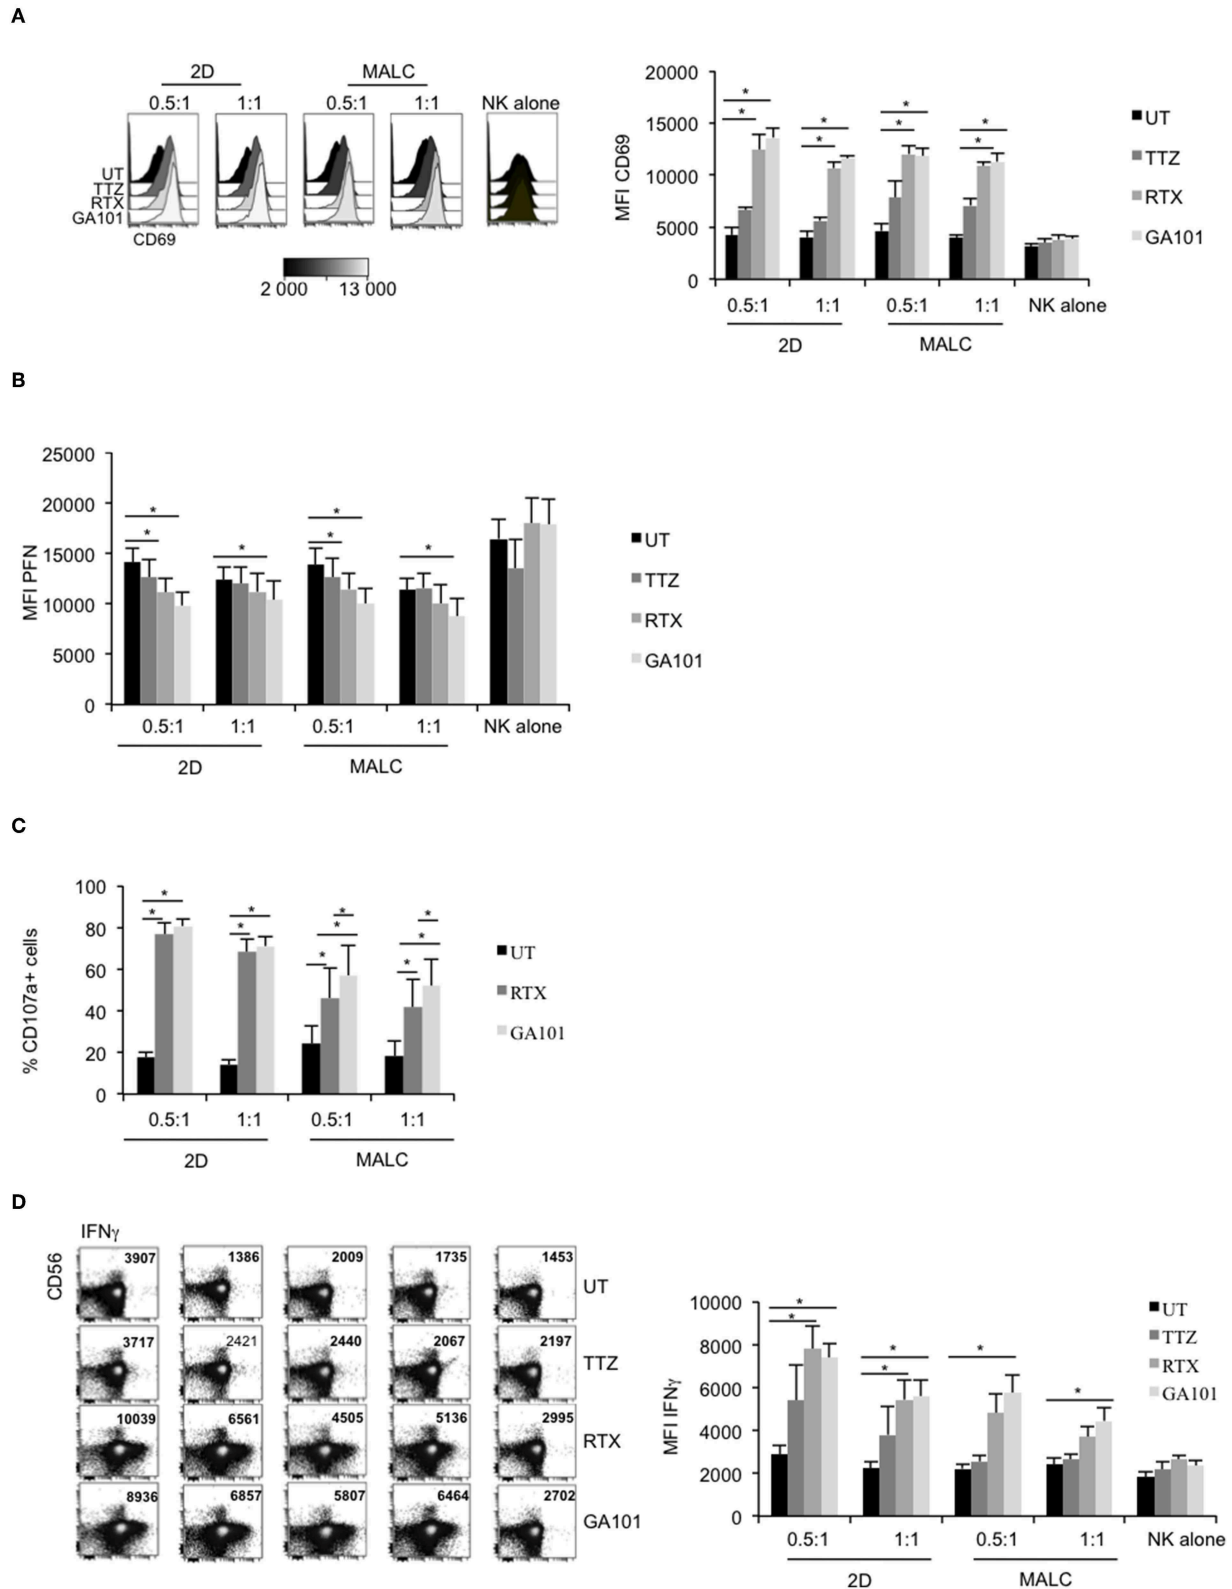 A
2D MALC
0.5:1 1:1 0.5:1 1:1 NK alone
UT
TTZ
RTX
GA101
CD69
2 000 13 000
MFI CD69
20000
15000
10000
5000
0
* * * * * * * *
0.5:1 1:1 0.5:1 1:1 NK alone
2D MALC
UT
TTZ
RTX
GA101
B
MFI PFN
25000
20000
15000
10000
5000
0
* * * * * *
0.5:1 1:1 0.5:1 1:1 NK alone
2D MALC
UT
TTZ
RTX
GA101
C
% CD107a+ cells
100
80
60
40
20
0
* * * * * * * * * *
0.5:1 1:1 0.5:1 1:1
2D MALC
UT
RTX
GA101
D
IFNγ
CD56
3907 1386 2009 1735 1453 UT
3717 2421 2440 2067 2197 TTZ
10039 6561 4505 5136 2995 RTX
8936 6857 5807 6464 2702 GA101
MFI IFNγ
10000
8000
6000
4000
2000
0
* * * * * *
0.5:1 1:1 0.5:1 1:1 NK alone
2D MALC
UT
TTZ
RTX
GA101